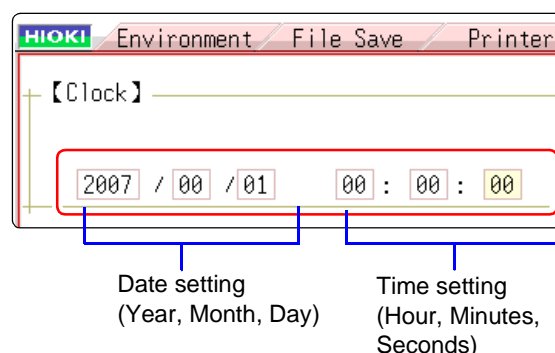 HIOKI Environment File Save Printer
【Clock】
2007 / 00 / 01 00 : 00 : 00
Date setting
(Year, Month, Day)
Time setting
(Hour, Minutes,
Seconds)